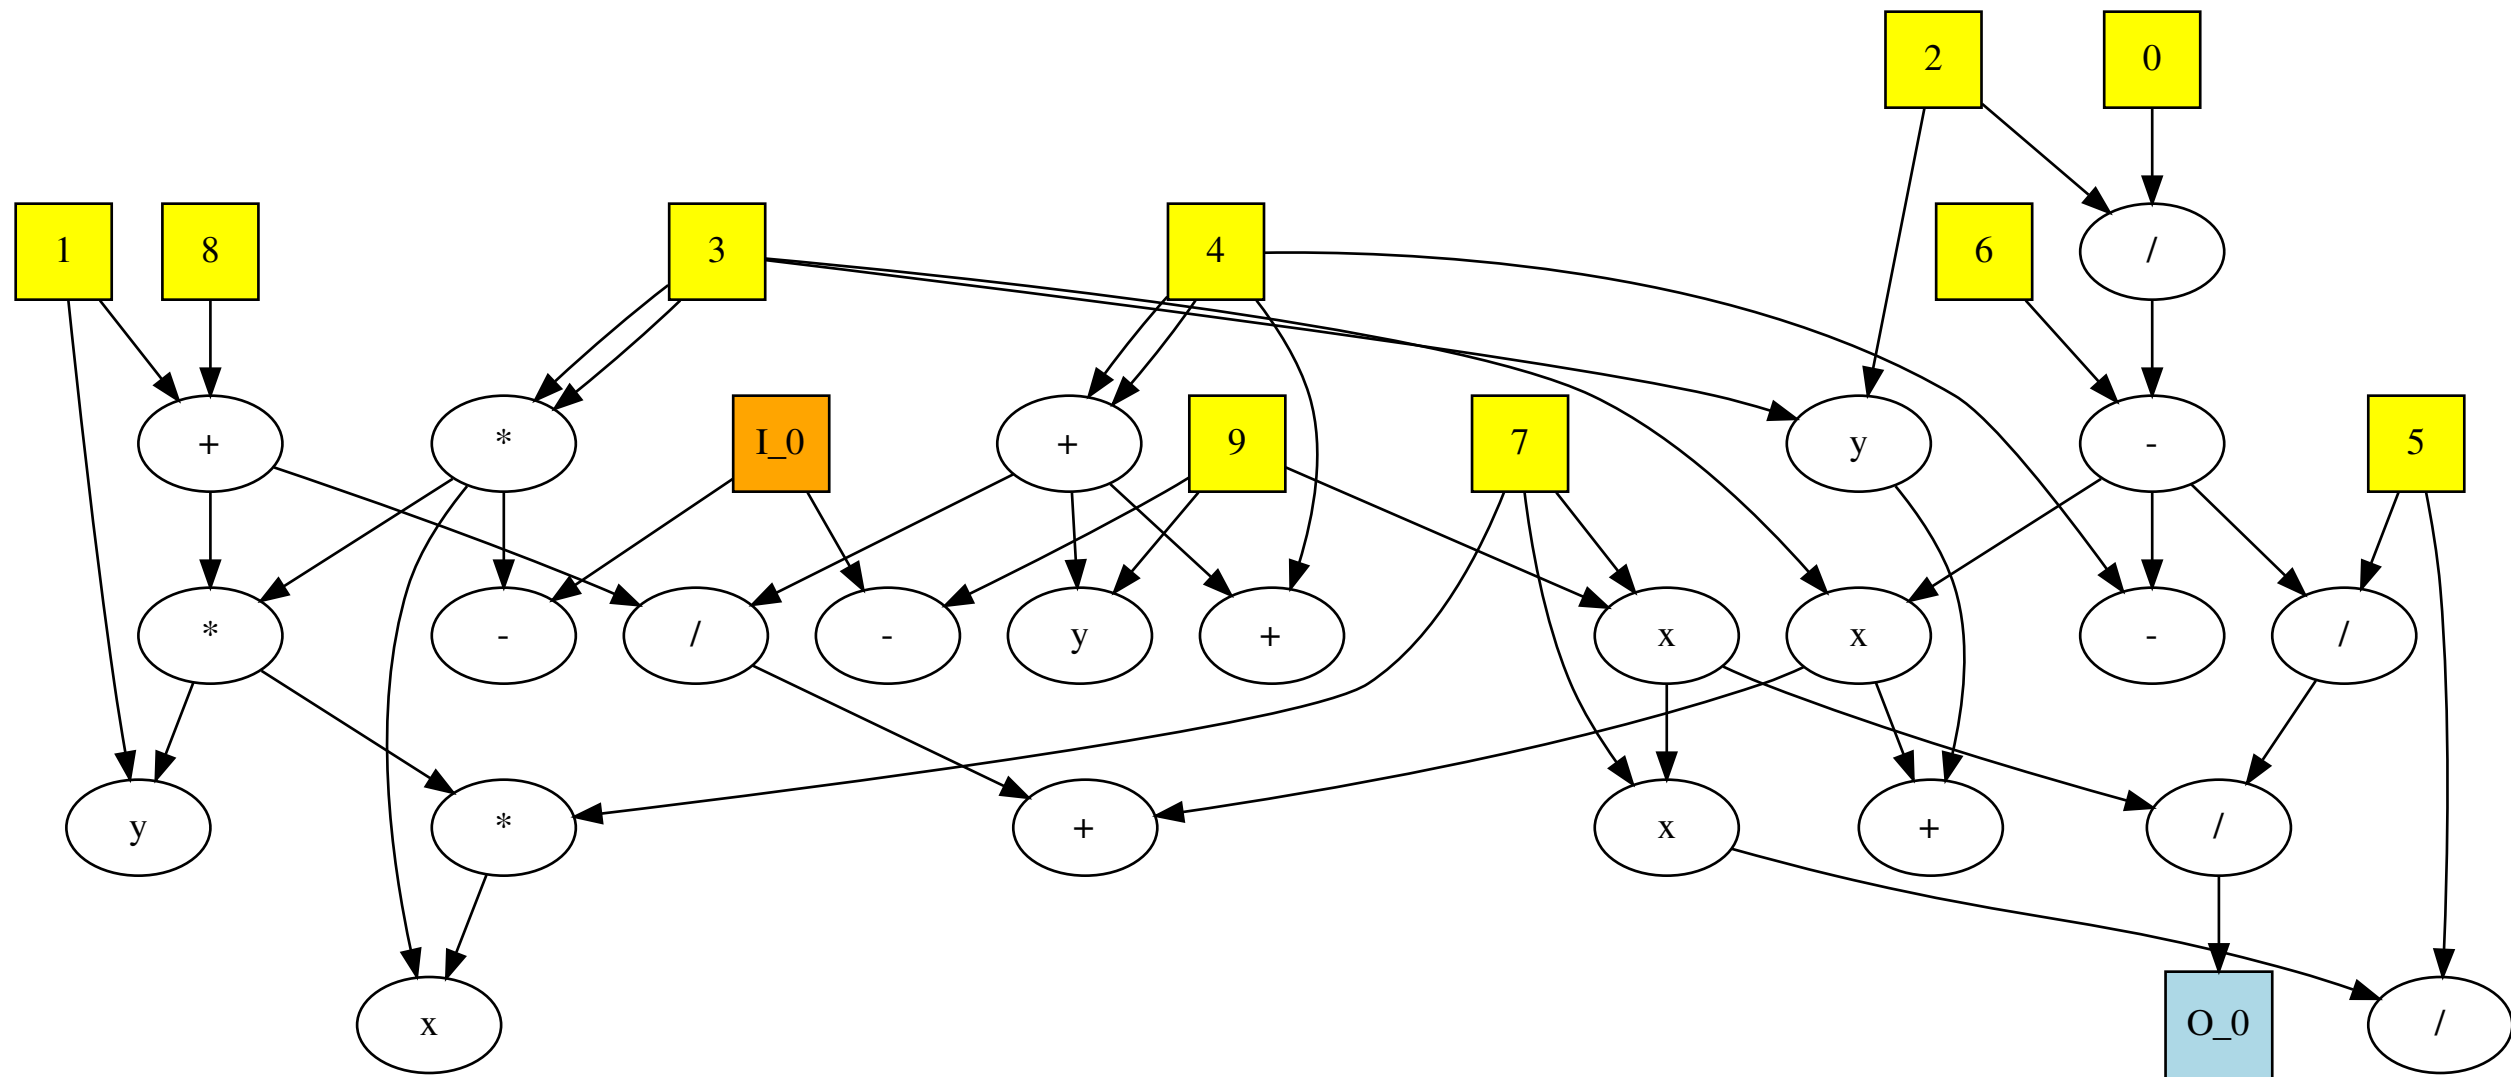 2 0
1 8 3 4 6 /
+ * I_0 + 9 7 y - 5
* - / - y + x x - /
y * + x + /
x O_0 /